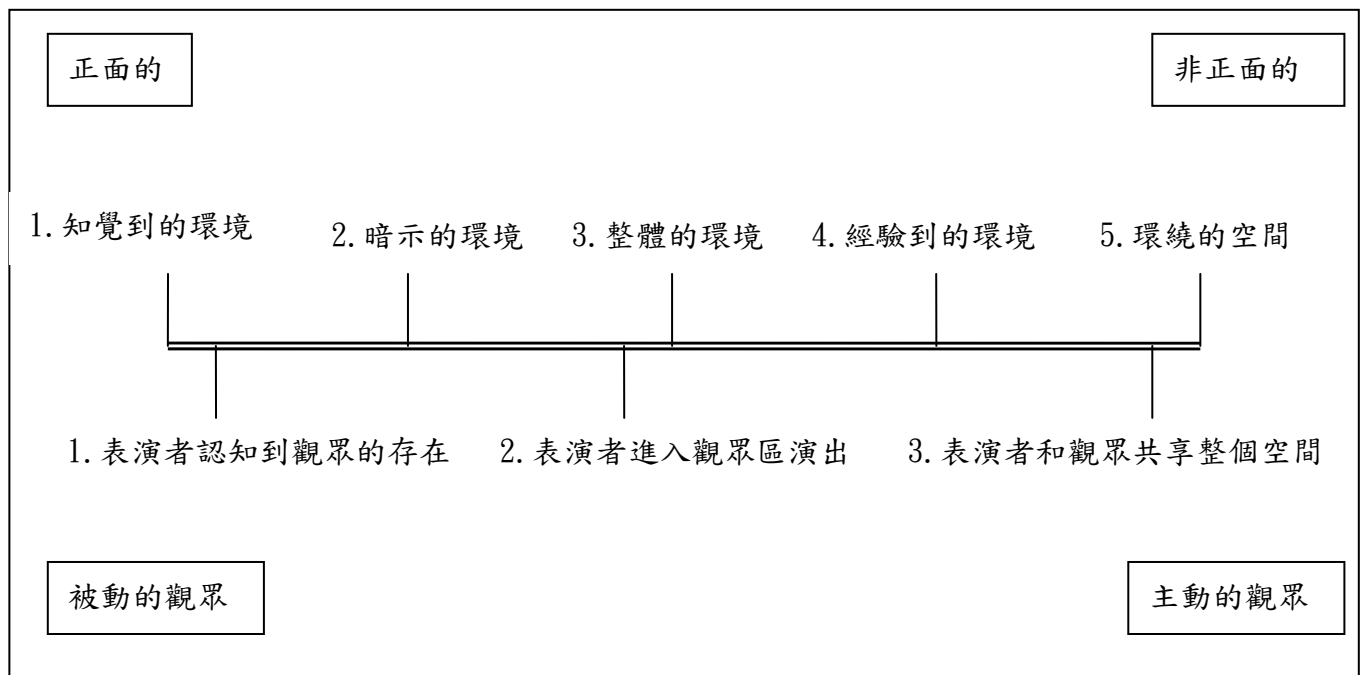 正面的
非正面的
1.知覺到的環境
2.暗示的環境
3.整體的環境
4.經驗到的環境
5.環繞的空間
1.表演者認知到觀眾的存在
2.表演者進入觀眾區演出
3.表演者和觀眾共享整個空間
被動的觀眾
主動的觀眾